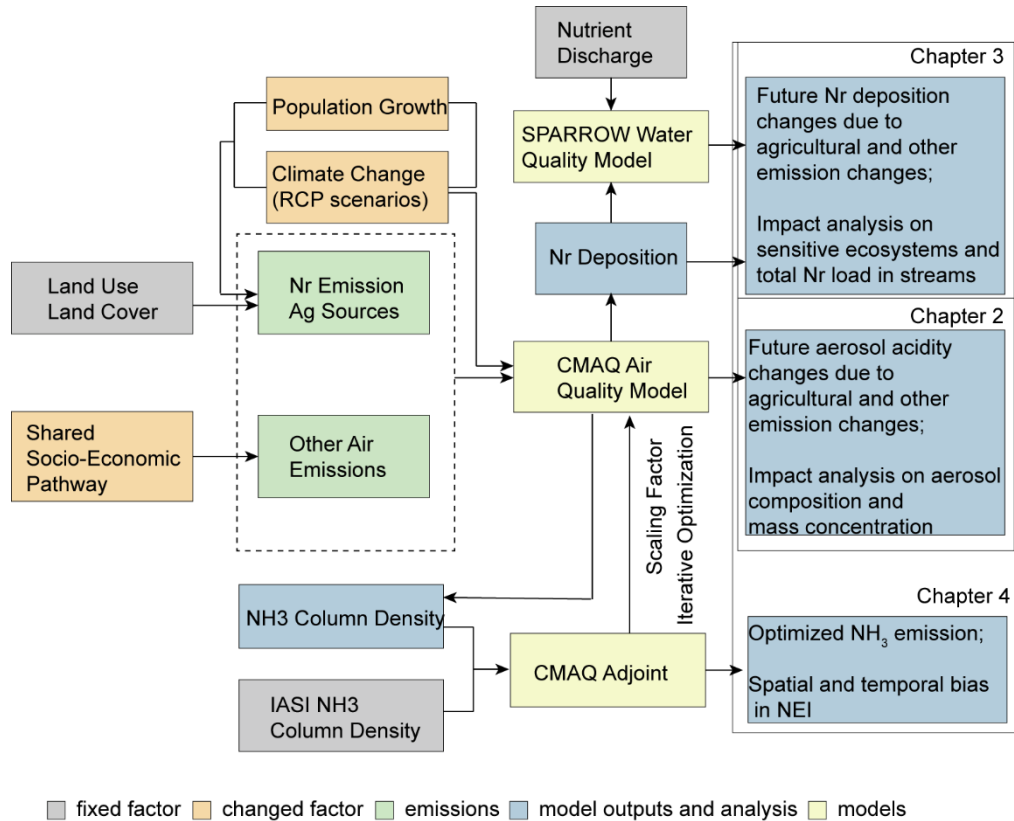 Nutrient
Discharge
Chapter 3
Population Growth
Future Nr deposition
changes due to
agricultural and other
emission changes;
SPARROW Water
Quality Model
Climate Change
(RCP scenarios)
Impact analysis on
sensitive ecosystems and
total Nr load in streams
Nr Deposition
Land Use
Land Cover
Nr Emission
Ag Sources
Chapter 2
CMAQ Air
Quality Model
Future aerosol acidity
changes due to
agricultural and other
emission changes;
Shared
Socio-Economic
Pathway
Other Air
Emissions
Impact analysis on aerosol
composition and
mass concentration
Scaling Factor
Iterative Optimization
NH3 Column Density
Chapter 4
CMAQ Adjoint
Optimized NH₃ emission;
Spatial and temporal bias
in NEI
IASI NH3
Column Density
fixed factor
changed factor
emissions
model outputs and analysis
models